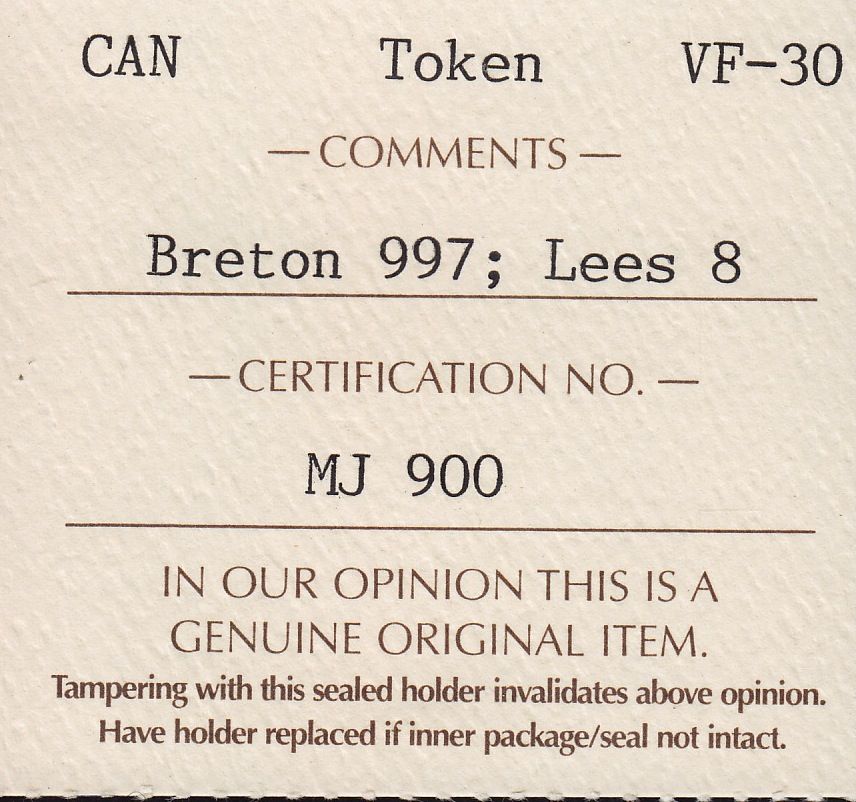 CAN Token VF-30
— COMMENTS —
Breton 997; Lees 8
— CERTIFICATION NO. —
MJ 900
IN OUR OPINION THIS IS A
GENUINE ORIGINAL ITEM.
Tampering with this sealed holder invalidates above opinion.
Have holder replaced if inner package/seal not intact.